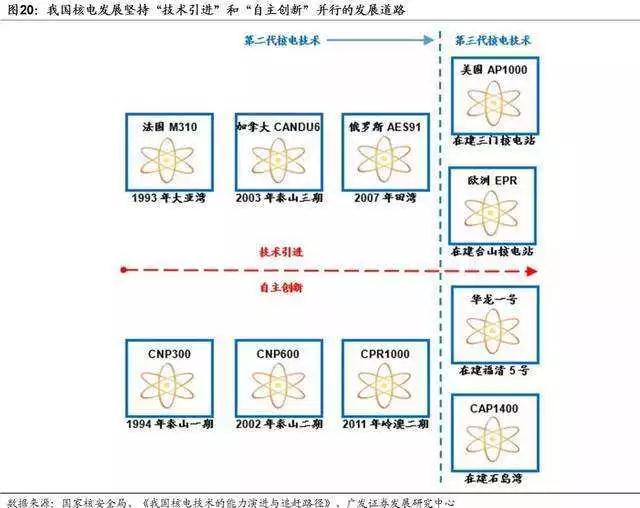 图20：我国核电发展坚持“技术引进”和“自主创新”并行的发展道路
第二代核电技术
第三代核电技术
美国 AP1000
在建三门核电站
法国 M310
加拿大 CANDU6
俄罗斯 AES91
1993 年大亚湾
2003 年泰山三期
2007 年田湾
欧洲 EPR
在建台山核电站
技术引进
自主创新
华龙一号
在建福清 5 号
CNP300
CNP600
CPR1000
1994 年泰山一期
2002 年泰山二期
2011 年岭澳二期
CAP1400
在建石岛湾
数据来源：国家核安全局，《我国核电技术的能力演进与追赶路径》，广发证券发展研究中心